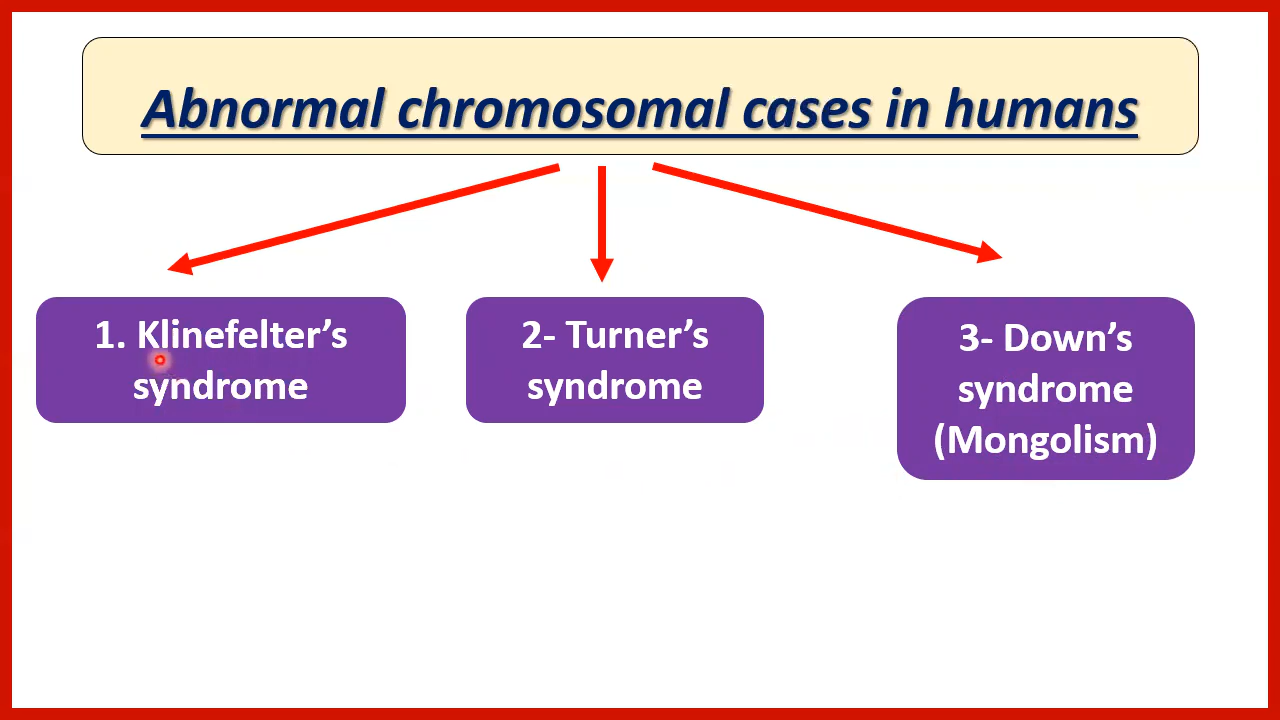 Abnormal chromosomal cases in humans
1. Klinefelter’s
syndrome
2- Turner’s
syndrome
3- Down’s
syndrome
(Mongolism)